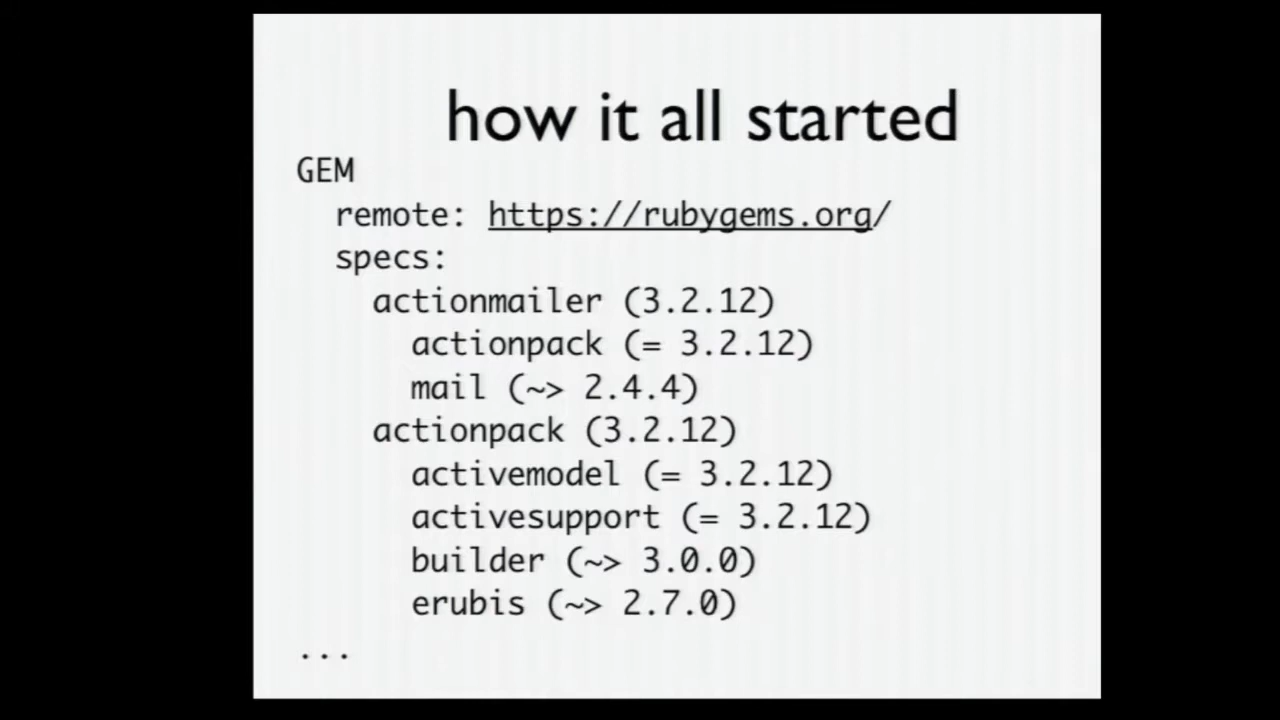 how it all started
GEM
remote: https://rubygems.org/
specs:
actionmailer (3.2.12)
actionpack (= 3.2.12)
mail (~> 2.4.4)
actionpack (3.2.12)
activemodel (= 3.2.12)
activesupport (= 3.2.12)
builder (~> 3.0.0)
erubis (~> 2.7.0)
...